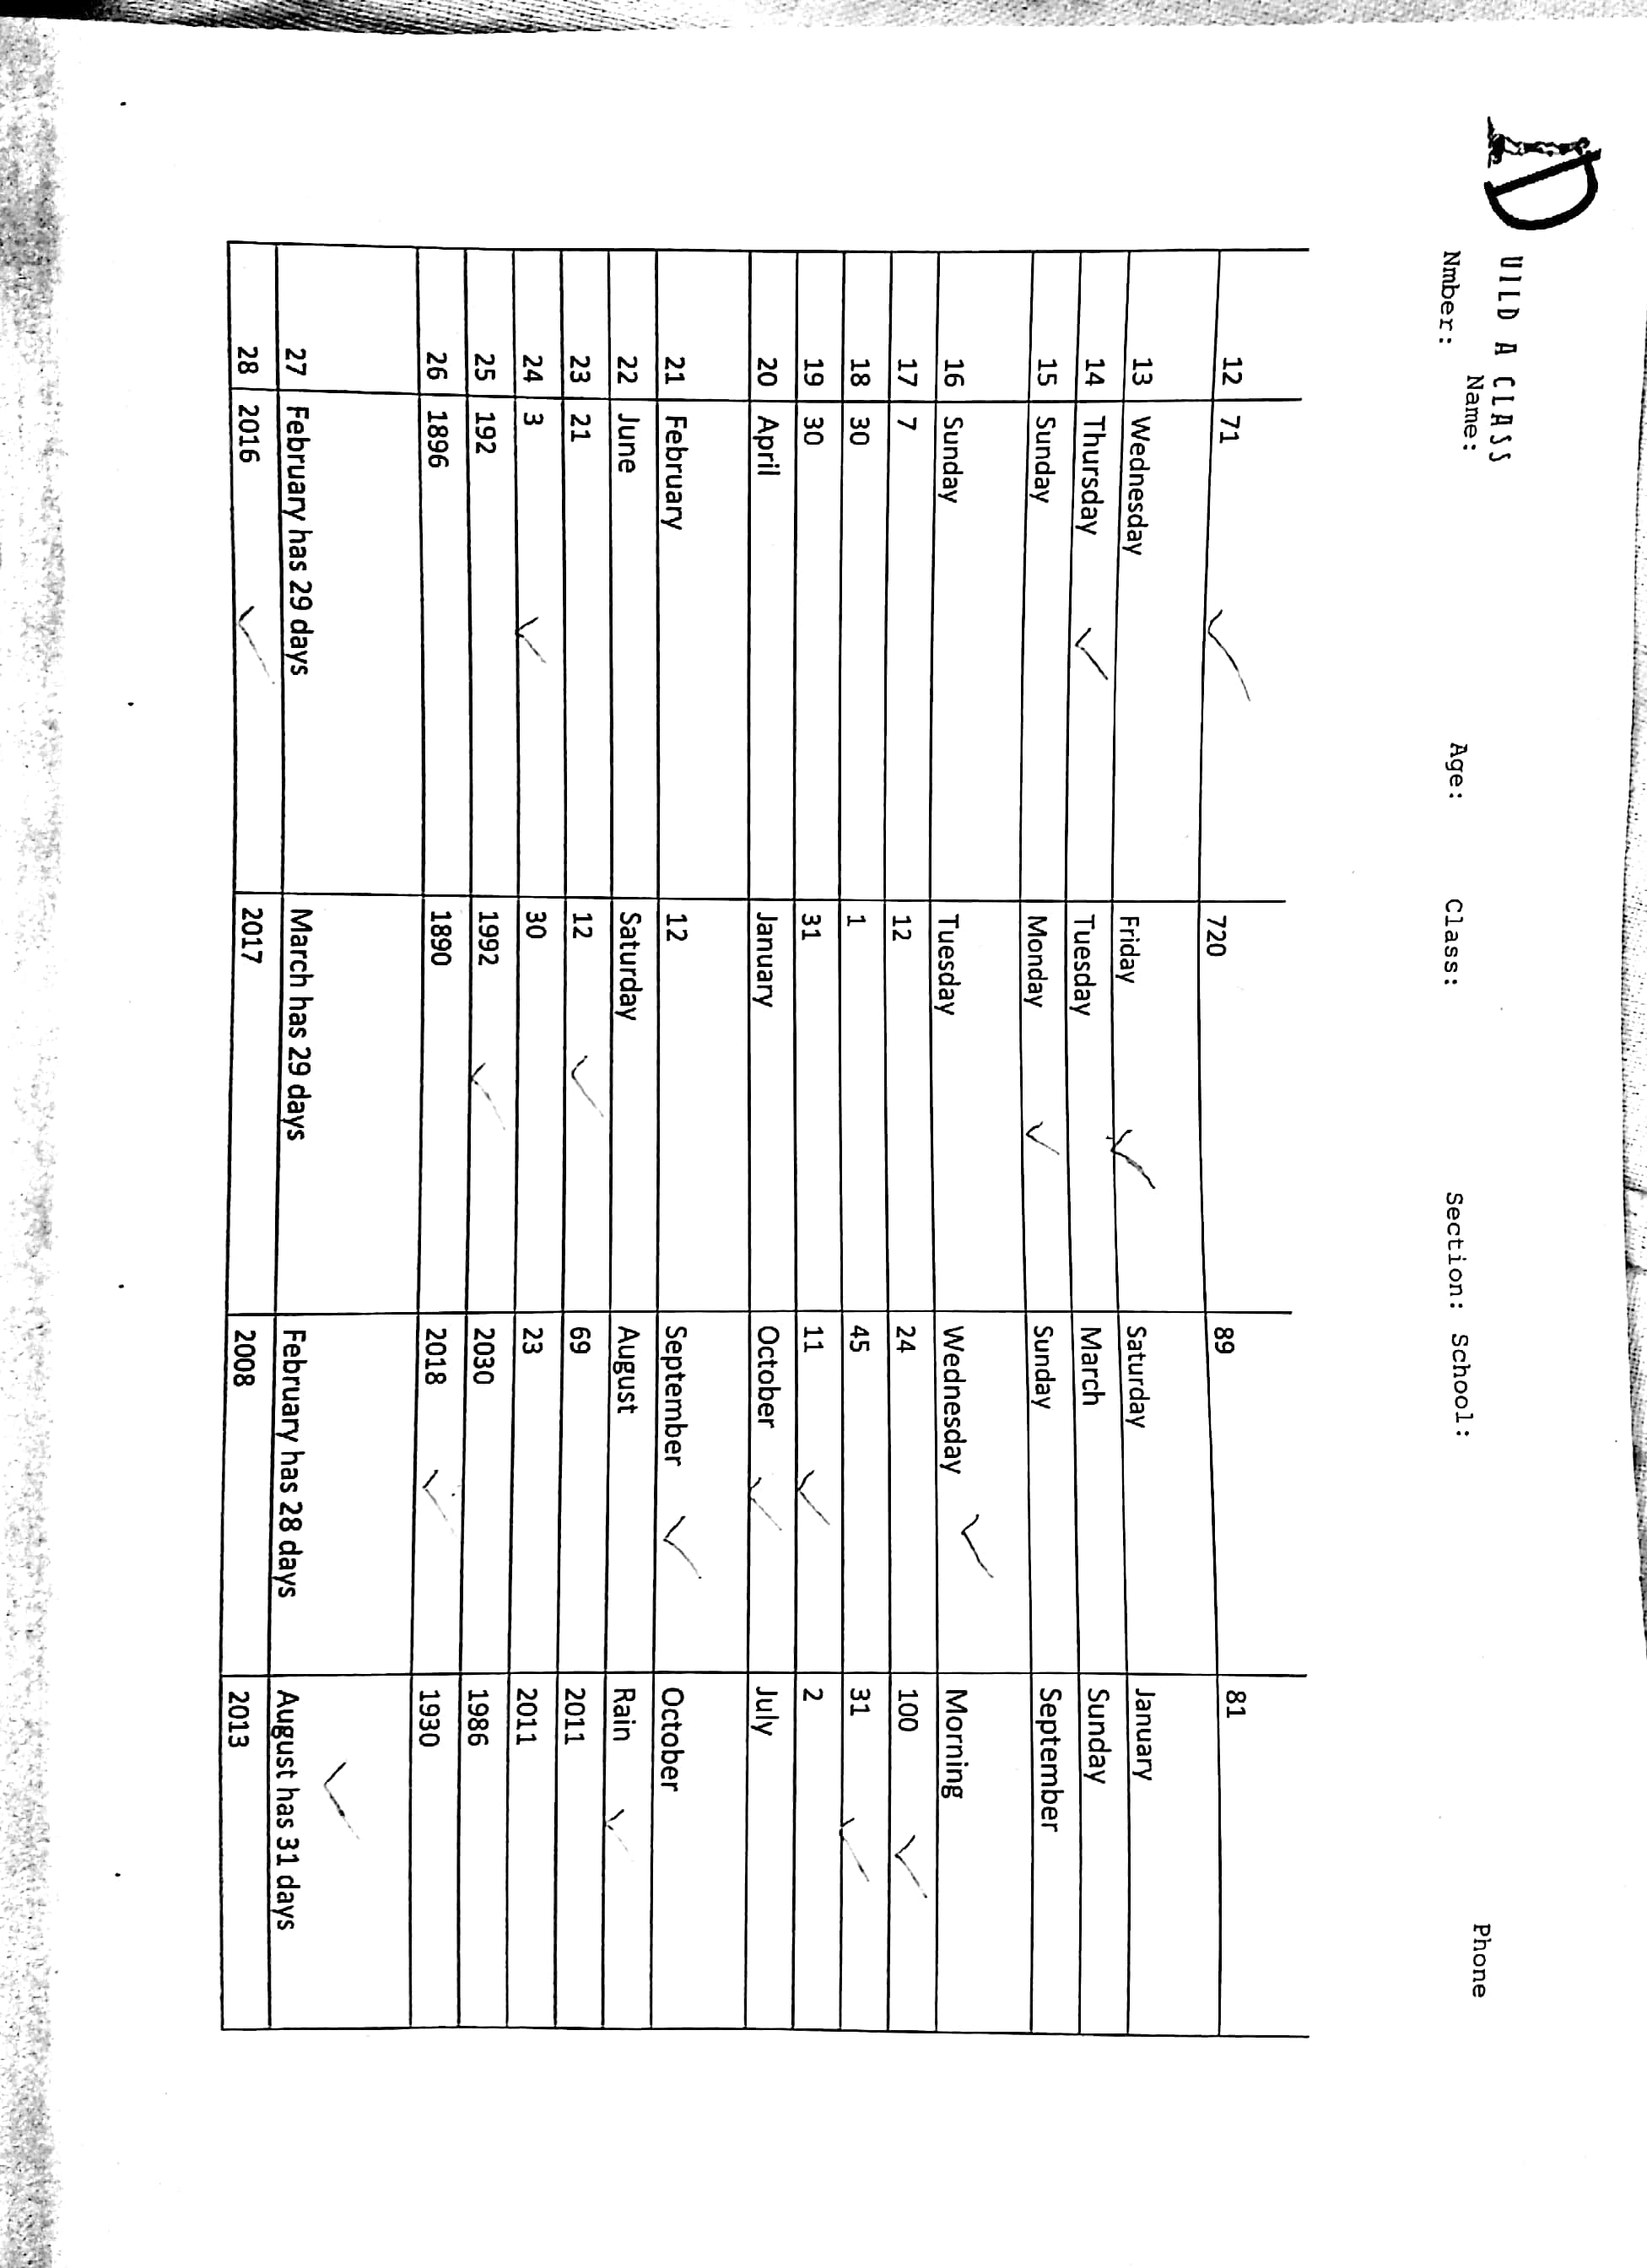 D UILD A CLASS
Name: Age: Class: Section: School: Phone
Nmber:
12 71 ✓ 720 89 81
13 Wednesday Friday ✓ Saturday January
14 Thursday ✓ Tuesday March Sunday
15 Sunday Monday ✓ Sunday September
16 Sunday Tuesday Wednesday ✓ Morning
17 7 12 24 100 ✓
18 30 1 45 31 ✓
19 30 31 11 ✓ 2
20 April January October ✓ July
21 February 12 September ✓ October
22 June Saturday August Rain ✓
23 21 12 ✓ 69 2011
24 3 ✓ 30 23 2011
25 192 1992 ✓ 2030 1986
26 1896 1890 2018 ✓ 1930
27 February has 29 days March has 29 days February has 28 days August has 31 days ✓
28 2016 ✓ 2017 2008 2013